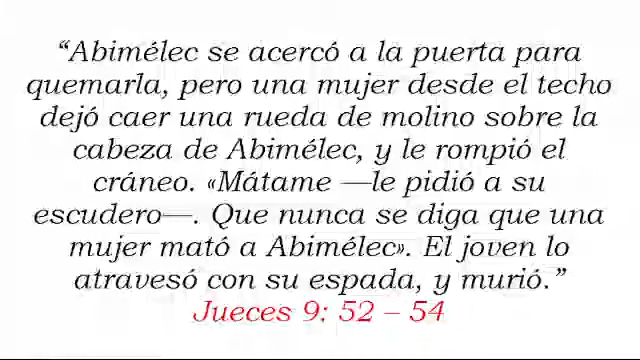 “Abimélec se acercó a la puerta para
quemarla, pero una mujer desde el techo
dejó caer una rueda de molino sobre la
cabeza de Abimélec, y le rompió el
cráneo. «Mátame —le pidió a su
escudero—. Que nunca se diga que una
mujer mató a Abimélec». El joven lo
atravesó con su espada, y murió.”
Jueces 9: 52 – 54